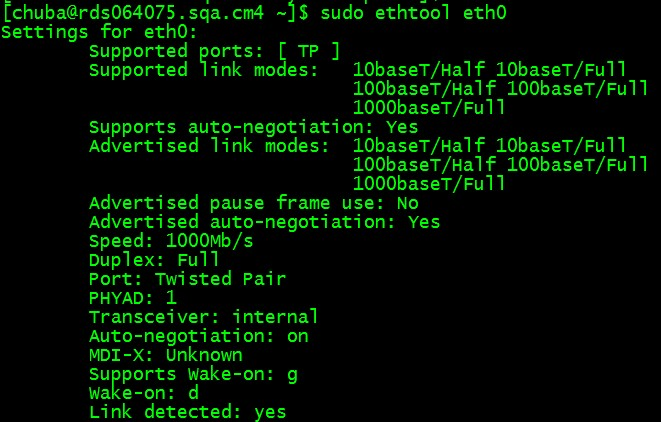 [chuba@rds064075.sqa.cm4 ~]$ sudo ethtool eth0
Settings for eth0:
        Supported ports: [ TP ]
        Supported link modes:   10baseT/Half 10baseT/Full
                                100baseT/Half 100baseT/Full
                                1000baseT/Full
        Supports auto-negotiation: Yes
        Advertised link modes:  10baseT/Half 10baseT/Full
                                100baseT/Half 100baseT/Full
                                1000baseT/Full
        Advertised pause frame use: No
        Advertised auto-negotiation: Yes
        Speed: 1000Mb/s
        Duplex: Full
        Port: Twisted Pair
        PHYAD: 1
        Transceiver: internal
        Auto-negotiation: on
        MDI-X: Unknown
        Supports Wake-on: g
        Wake-on: d
        Link detected: yes